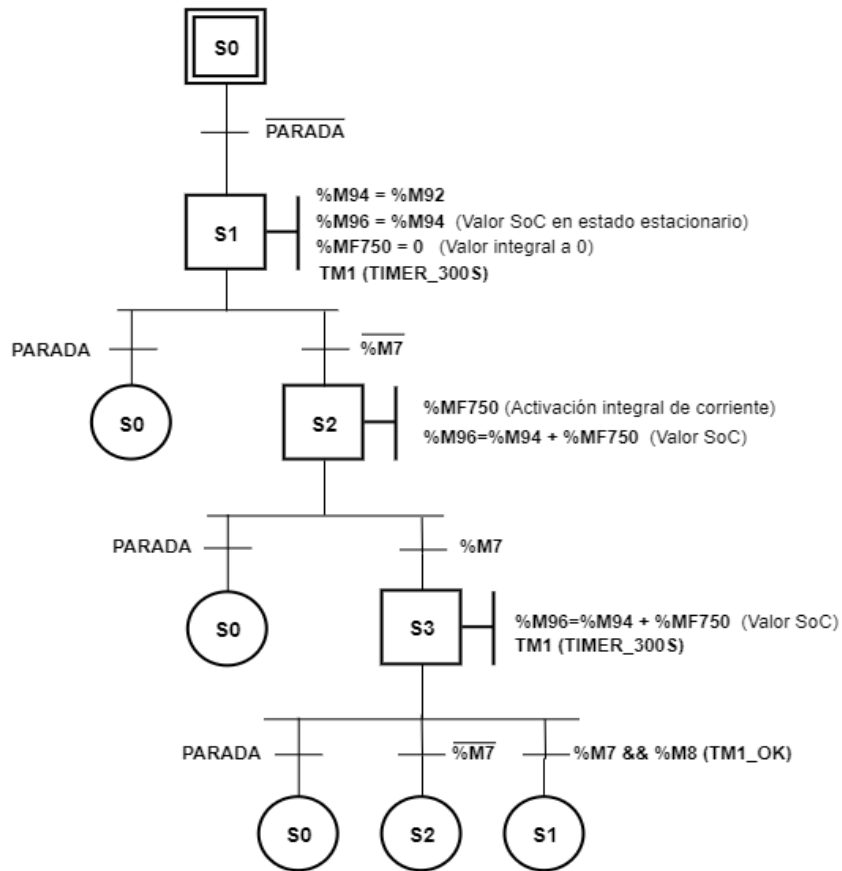 S0
PARADA
S1
%M94 = %M92
%M96 = %M94 (Valor SoC en estado estacionario)
%MF750 = 0 (Valor integral a 0)
TM1 (TIMER_300S)
PARADA
%M7
S0
S2
%MF750 (Activación integral de corriente)
%M96=%M94 + %MF750 (Valor SoC)
PARADA
%M7
S0
S3
%M96=%M94 + %MF750 (Valor SoC)
TM1 (TIMER_300S)
PARADA
%M7
%M7 && %M8 (TM1_OK)
S0
S2
S1